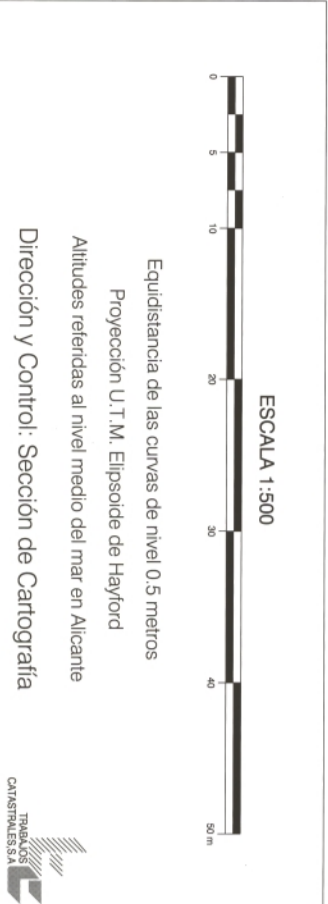 ESCALA 1:500
0 5 10 20 30 40 50 m
Equidistancia de las curvas de nivel 0.5 metros
Proyección U.T.M. Elipsoide de Hayford
Altitudes referidas al nivel medio del mar en Alicante
Dirección y Control: Sección de Cartografía
TRABAJOS
CATASTRALES,S.A